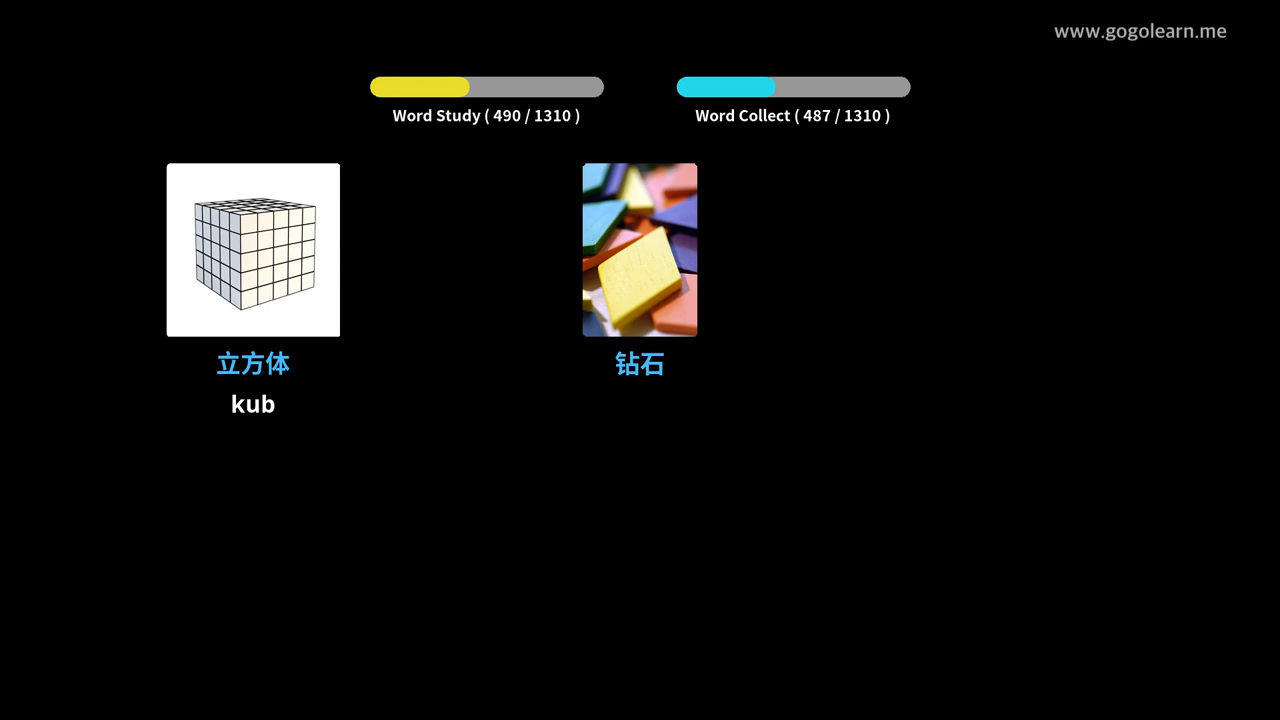 www.gogolearn.me
Word Study ( 490 / 1310 )
Word Collect ( 487 / 1310 )
立方体
钻石
kub